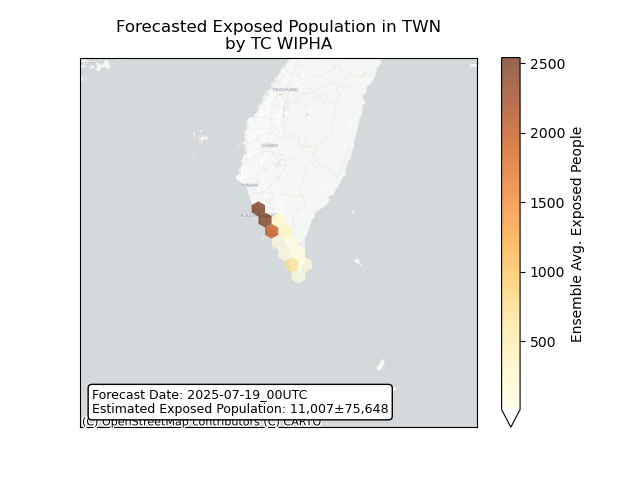 Forecasted Exposed Population in TWN
by TC WIPHA
TAICHUNG
2500
2000
1500
1000
500
Ensemble Avg. Exposed People
Forecast Date: 2025-07-19_00UTC
Estimated Exposed Population: 11,007±75,648
(C) OpenStreetMap contributors (C) CARTO